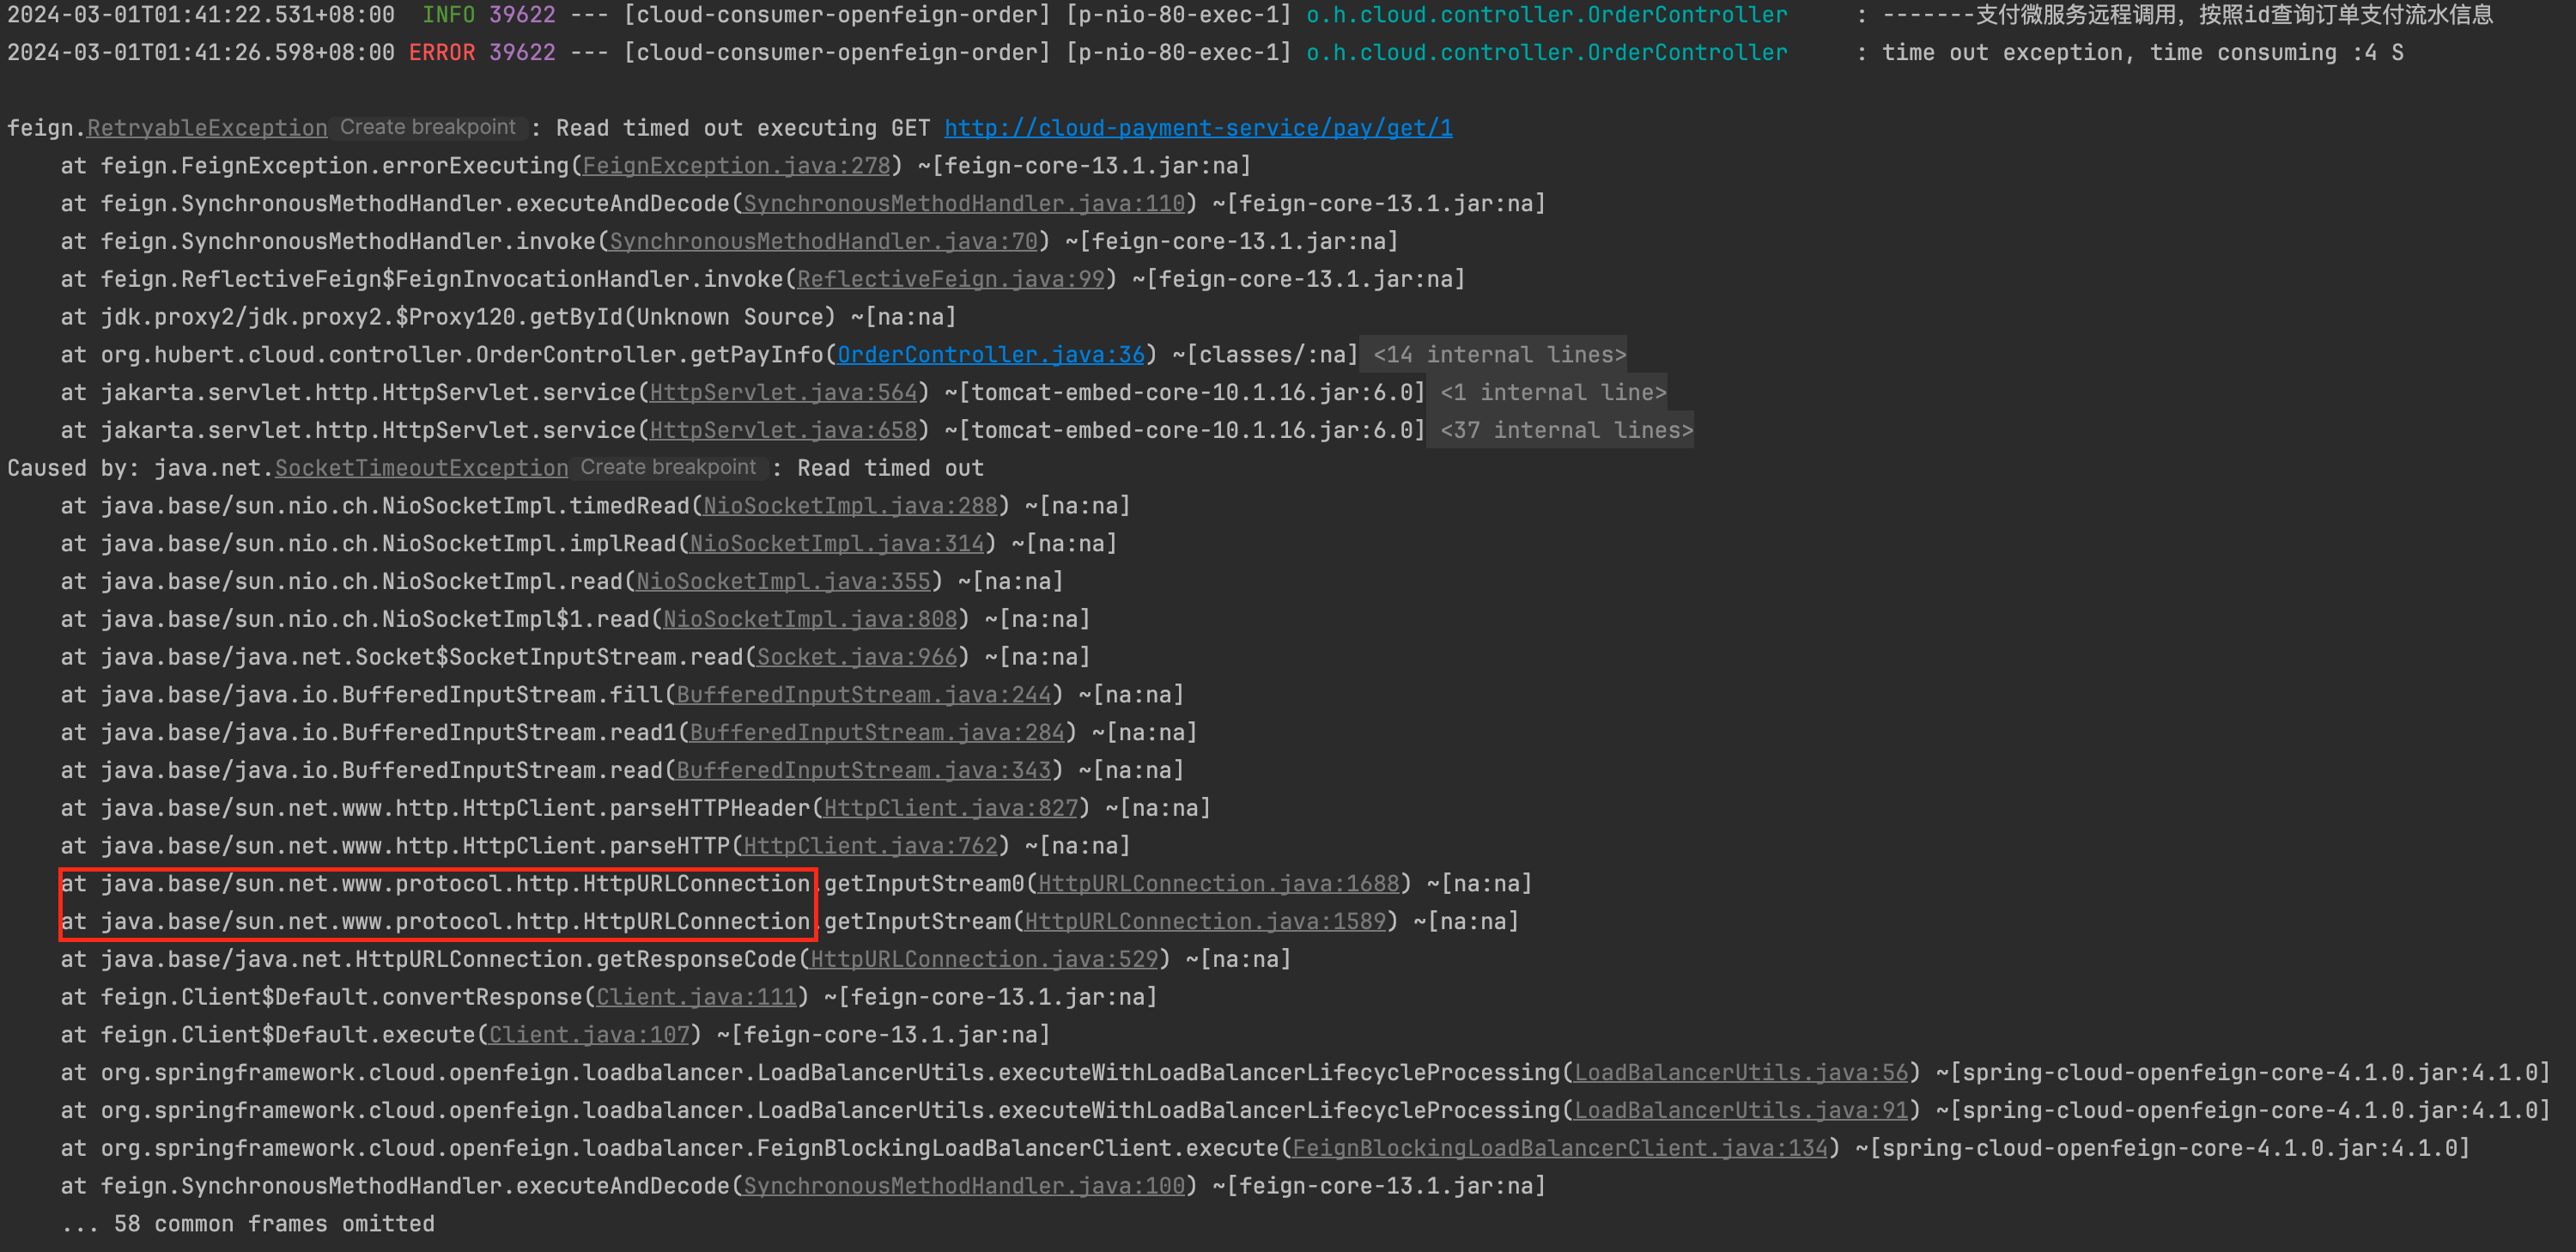 2024-03-01T01:41:22.531+08:00  INFO 39622 --- [cloud-consumer-openfeign-order] [p-nio-80-exec-1] o.h.cloud.controller.OrderController     : -------支付微服务远程调用，按照id查询订单支付流水信息
2024-03-01T01:41:26.598+08:00 ERROR 39622 --- [cloud-consumer-openfeign-order] [p-nio-80-exec-1] o.h.cloud.controller.OrderController     : time out exception, time consuming :4 S
feign.RetryableException Create breakpoint : Read timed out executing GET http://cloud-payment-service/pay/get/1
    at feign.FeignException.errorExecuting(FeignException.java:278) ~[feign-core-13.1.jar:na]
    at feign.SynchronousMethodHandler.executeAndDecode(SynchronousMethodHandler.java:110) ~[feign-core-13.1.jar:na]
    at feign.SynchronousMethodHandler.invoke(SynchronousMethodHandler.java:70) ~[feign-core-13.1.jar:na]
    at feign.ReflectiveFeign$FeignInvocationHandler.invoke(ReflectiveFeign.java:99) ~[feign-core-13.1.jar:na]
    at jdk.proxy2/jdk.proxy2.$Proxy120.getById(Unknown Source) ~[na:na]
    at org.hubert.cloud.controller.OrderController.getPayInfo(OrderController.java:36) ~[classes/:na] <14 internal lines>
    at jakarta.servlet.http.HttpServlet.service(HttpServlet.java:564) ~[tomcat-embed-core-10.1.16.jar:6.0] <1 internal line>
    at jakarta.servlet.http.HttpServlet.service(HttpServlet.java:658) ~[tomcat-embed-core-10.1.16.jar:6.0] <37 internal lines>
Caused by: java.net.SocketTimeoutException Create breakpoint : Read timed out
    at java.base/sun.nio.ch.NioSocketImpl.timedRead(NioSocketImpl.java:288) ~[na:na]
    at java.base/sun.nio.ch.NioSocketImpl.implRead(NioSocketImpl.java:314) ~[na:na]
    at java.base/sun.nio.ch.NioSocketImpl.read(NioSocketImpl.java:355) ~[na:na]
    at java.base/sun.nio.ch.NioSocketImpl$1.read(NioSocketImpl.java:808) ~[na:na]
    at java.base/java.net.Socket$SocketInputStream.read(Socket.java:966) ~[na:na]
    at java.base/java.io.BufferedInputStream.fill(BufferedInputStream.java:244) ~[na:na]
    at java.base/java.io.BufferedInputStream.read1(BufferedInputStream.java:284) ~[na:na]
    at java.base/java.io.BufferedInputStream.read(BufferedInputStream.java:343) ~[na:na]
    at java.base/sun.net.www.http.HttpClient.parseHTTPHeader(HttpClient.java:827) ~[na:na]
    at java.base/sun.net.www.http.HttpClient.parseHTTP(HttpClient.java:762) ~[na:na]
    at java.base/sun.net.www.protocol.http.HttpURLConnection.getInputStream0(HttpURLConnection.java:1688) ~[na:na]
    at java.base/sun.net.www.protocol.http.HttpURLConnection.getInputStream(HttpURLConnection.java:1589) ~[na:na]
    at java.base/java.net.HttpURLConnection.getResponseCode(HttpURLConnection.java:529) ~[na:na]
    at feign.Client$Default.convertResponse(Client.java:111) ~[feign-core-13.1.jar:na]
    at feign.Client$Default.execute(Client.java:107) ~[feign-core-13.1.jar:na]
    at org.springframework.cloud.openfeign.loadbalancer.LoadBalancerUtils.executeWithLoadBalancerLifecycleProcessing(LoadBalancerUtils.java:56) ~[spring-cloud-openfeign-core-4.1.0.jar:4.1.0]
    at org.springframework.cloud.openfeign.loadbalancer.LoadBalancerUtils.executeWithLoadBalancerLifecycleProcessing(LoadBalancerUtils.java:91) ~[spring-cloud-openfeign-core-4.1.0.jar:4.1.0]
    at org.springframework.cloud.openfeign.loadbalancer.FeignBlockingLoadBalancerClient.execute(FeignBlockingLoadBalancerClient.java:134) ~[spring-cloud-openfeign-core-4.1.0.jar:4.1.0]
    at feign.SynchronousMethodHandler.executeAndDecode(SynchronousMethodHandler.java:100) ~[feign-core-13.1.jar:na]
    ... 58 common frames omitted